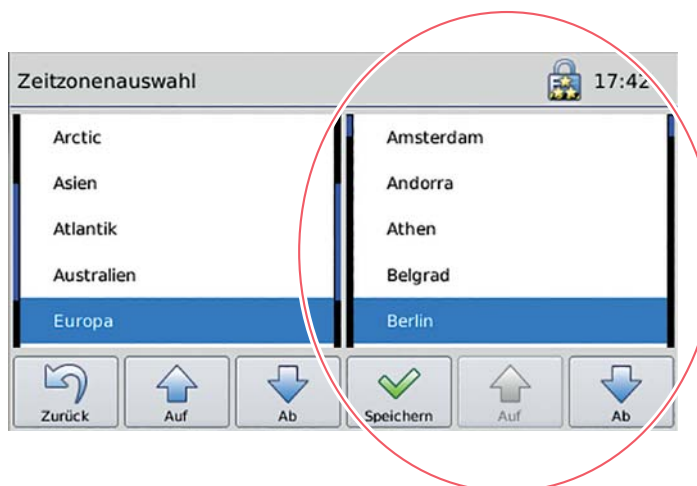 Zeitzonenauswahl 17:42
Arctic
Asien
Atlantik
Australien
Europa
Amsterdam
Andorra
Athen
Belgrad
Berlin
Zurück Auf Ab Speichern Auf Ab